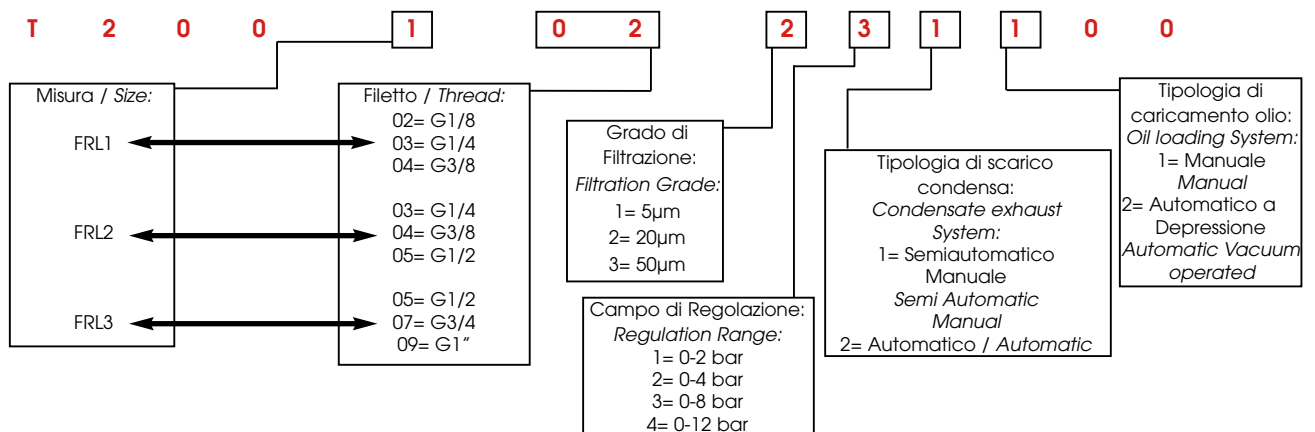 T 2 0 0 1 0 2 2 3 1 1 0 0
Misura / Size:
FRL1
FRL2
FRL3
Filetto / Thread:
02= G1/8
03= G1/4
04= G3/8
03= G1/4
04= G3/8
05= G1/2
05= G1/2
07= G3/4
09= G1"
Grado di
Filtrazione:
Filtration Grade:
1= 5µm
2= 20µm
3= 50µm
Campo di Regolazione:
Regulation Range:
1= 0-2 bar
2= 0-4 bar
3= 0-8 bar
4= 0-12 bar
Tipologia di scarico
condensa:
Condensate exhaust
System:
1= Semiautomatico
Manuale
Semi Automatic
Manual
2= Automatico / Automatic
Tipologia di
caricamento olio:
Oil loading System:
1= Manuale
Manual
2= Automatico a
Depressione
Automatic Vacuum
operated